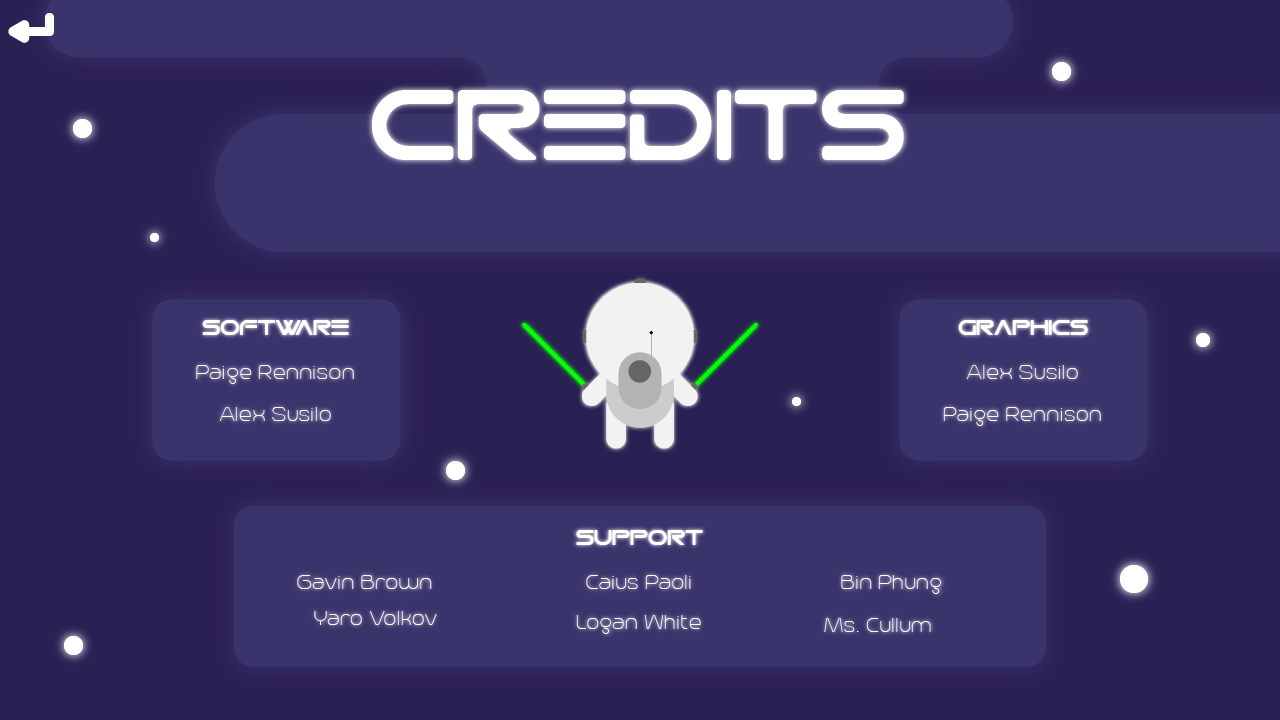 CREDITS
SOFTWARE
Paige Rennison
Alex Susilo
GRAPHICS
Alex Susilo
Paige Rennison
SUPPORT
Gavin Brown
Caius Paoli
Bin Phung
Yaro Volkov
Logan White
Ms. Cullum